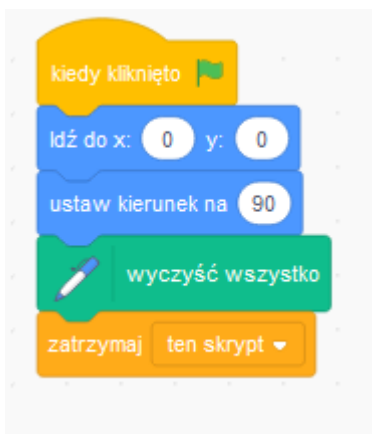 kiedy kliknięto
Idź do x: 0 y: 0
ustaw kierunek na 90
wyczyść wszystko
zatrzymaj ten skrypt